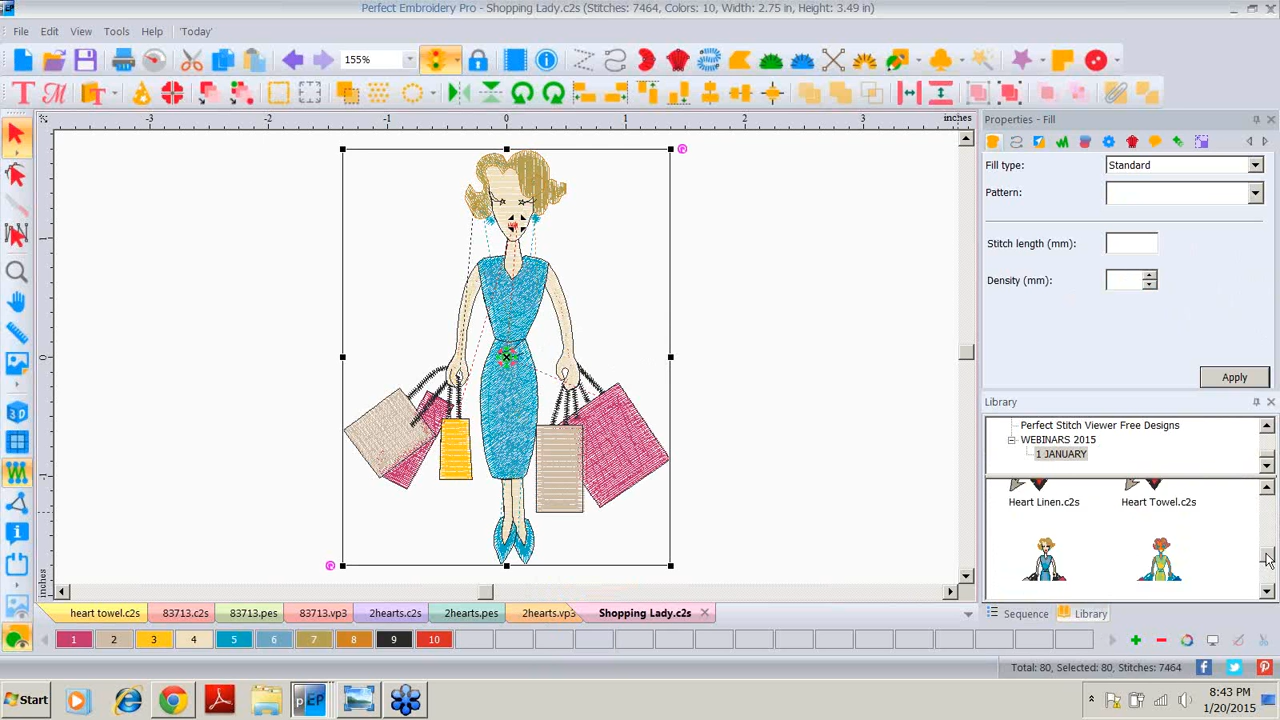 Perfect Embroidery Pro - Shopping Lady.c2s (Stitches: 7464, Colors: 10, Width: 2.75 in, Height: 3.49 in)
File Edit View Tools Help 'Today'
155%
-3 -2 -1 0 1 2 3 inches
Properties - Fill
Fill type: Standard
Pattern:
Stitch length (mm):
Density (mm):
Apply
Library
Perfect Stitch Viewer Free Designs
WEBINARS 2015
1 JANUARY
Heart Linen.c2s Heart Towel.c2s
inches
heart towel.c2s 83713.c2s 83713.pes 83713.vp3 2hearts.c2s 2hearts.pes 2hearts.vp3 Shopping Lady.c2s
Sequence Library
1 2 3 4 5 6 7 8 9 10
Total: 80, Selected: 80, Stitches: 7464
Start
8:43 PM
1/20/2015